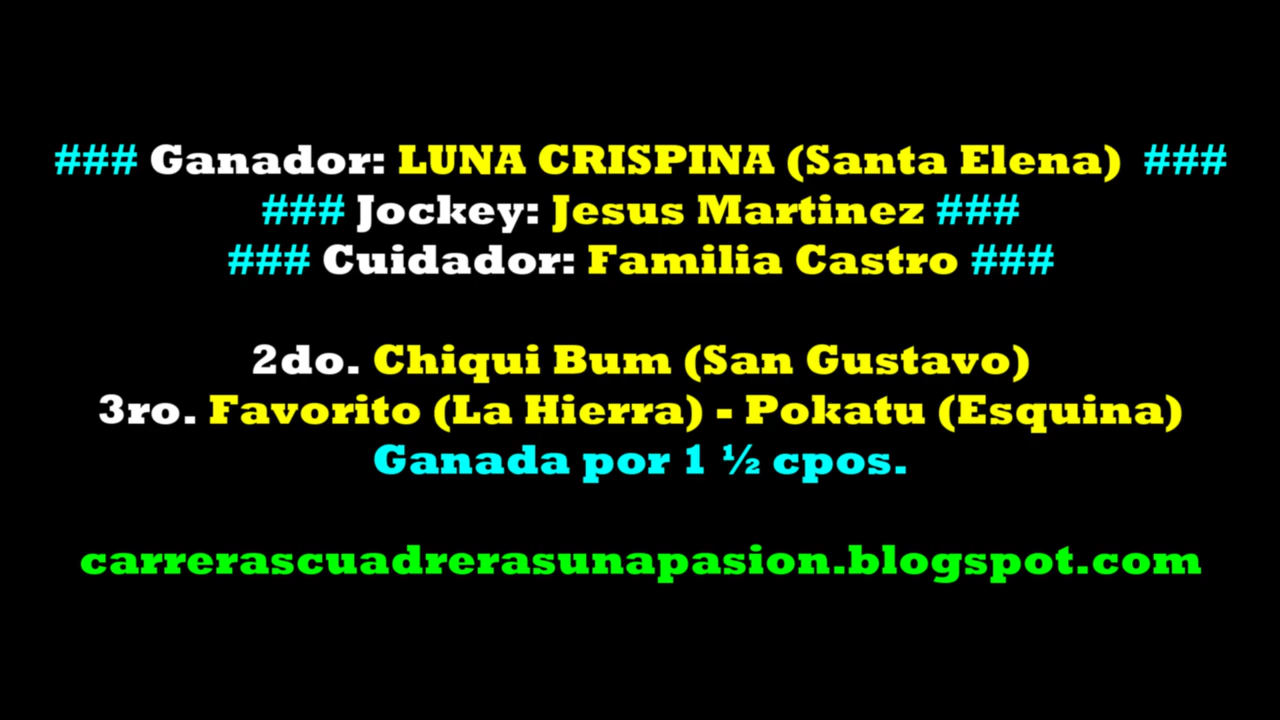 ### Ganador: LUNA CRISPINA (Santa Elena) ###
### Jockey: Jesus Martinez ###
### Cuidador: Familia Castro ###
2do. Chiqui Bum (San Gustavo)
3ro. Favorito (La Hierra) - Pokatu (Esquina)
Ganada por 1 ½ cpos.
carrerascuadrerasunapasion.blogspot.com